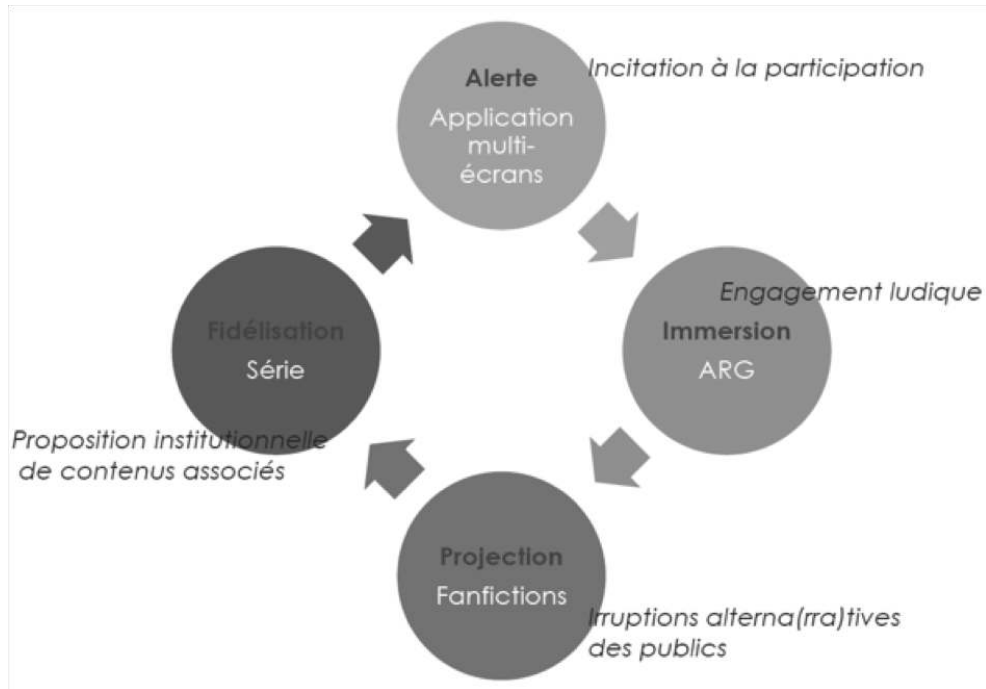 Alerte
Application
multi-
écrans
Incitation à la participation
Engagement ludique
Immersion
ARG
Fidélisation
Série
Proposition institutionnelle
de contenus associés
Projection
Fanfictions
Irruptions alterna(rra)tives
des publics